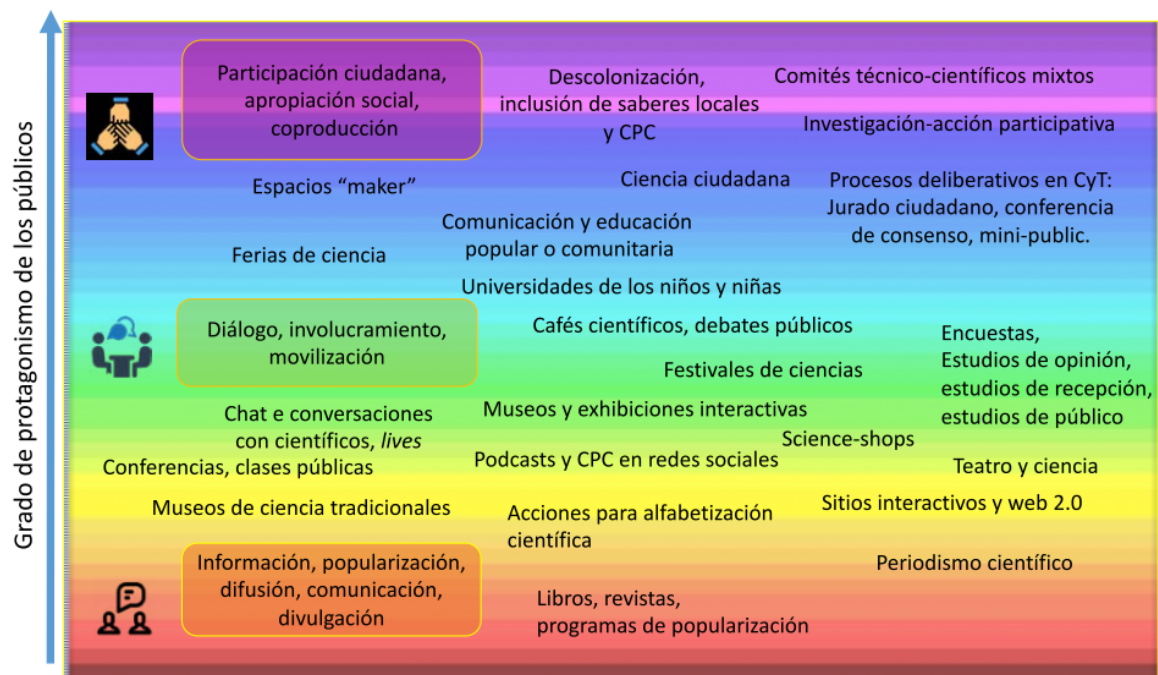 Grado de protagonismo de los públicos
Participación ciudadana,
apropiación social,
coproducción
Descolonización,
inclusión de saberes locales
y CPC
Comités técnico-científicos mixtos
Investigación-acción participativa
Espacios “maker”
Ciencia ciudadana
Procesos deliberativos en CyT:
Jurado ciudadano, conferencia
de consenso, mini-public.
Comunicación y educación
popular o comunitaria
Ferias de ciencia
Universidades de los niños y niñas
Diálogo, involucramiento,
movilización
Cafés científicos, debates públicos
Encuestas,
Estudios de opinión,
estudios de recepción,
estudios de público
Festivales de ciencias
Chat e conversaciones
con científicos, lives
Museos y exhibiciones interactivas
Science-shops
Conferencias, clases públicas
Podcasts y CPC en redes sociales
Teatro y ciencia
Museos de ciencia tradicionales
Acciones para alfabetización
científica
Sitios interactivos y web 2.0
Información, popularización,
difusión, comunicación,
divulgación
Periodismo científico
Libros, revistas,
programas de popularización